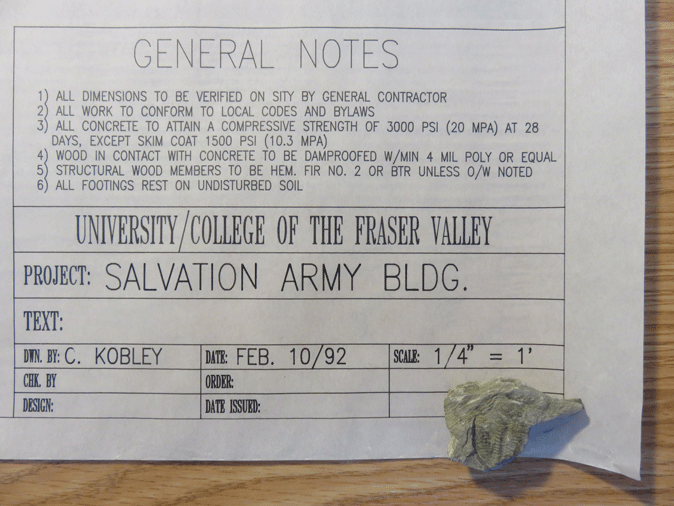 GENERAL NOTES
1) ALL DIMENSIONS TO BE VERIFIED ON SITY BY GENERAL CONTRACTOR
2) ALL WORK TO CONFORM TO LOCAL CODES AND BYLAWS
3) ALL CONCRETE TO ATTAIN A COMPRESSIVE STRENGTH OF 3000 PSI (20 MPA) AT 28
DAYS, EXCEPT SKIM COAT 1500 PSI (10.3 MPA)
4) WOOD IN CONTACT WITH CONCRETE TO BE DAMPROOFED W/MIN 4 MIL POLY OR EQUAL
5) STRUCTURAL WOOD MEMBERS TO BE HEM. FIR NO. 2 OR BTR UNLESS O/W NOTED
6) ALL FOOTINGS REST ON UNDISTURBED SOIL
UNIVERSITY/COLLEGE OF THE FRASER VALLEY
PROJECT: SALVATION ARMY BLDG.
TEXT:
DWN. BY: C. KOBLEY DATE: FEB. 10/92 SCALE: 1/4" = 1'
CHK. BY ORDER:
DESIGN: DATE ISSUED: